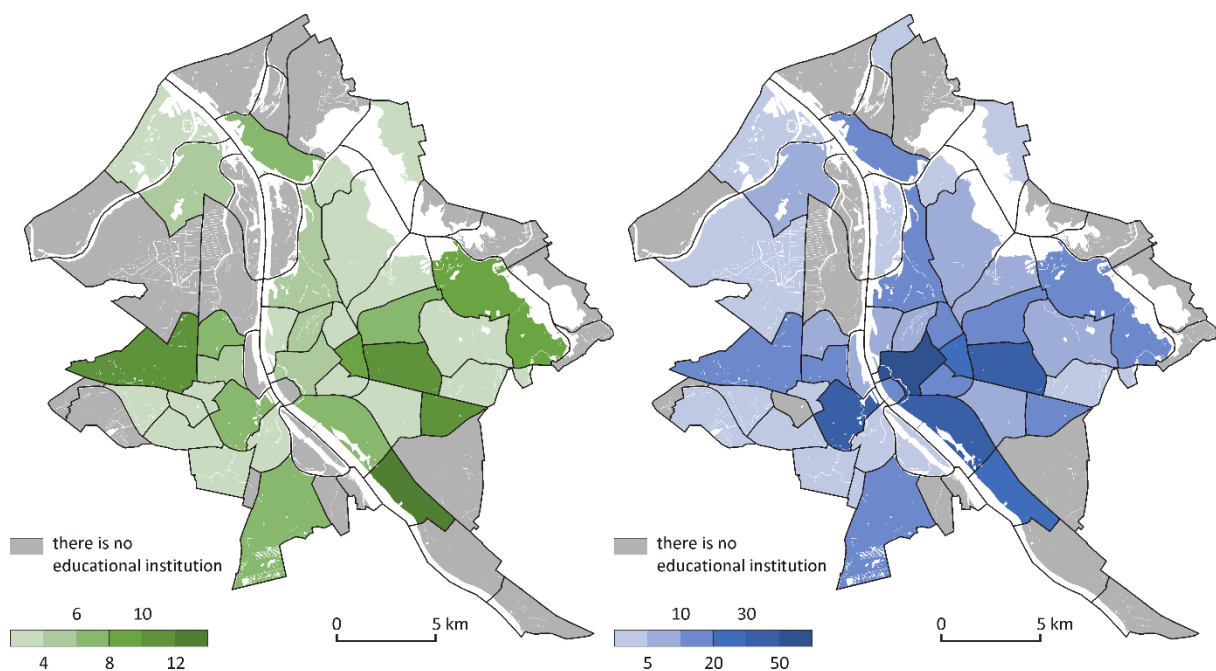 there is no
educational institution
6 10
4 8 12
0 5 km
there is no
educational institution
10 30
5 20 50
0 5 km